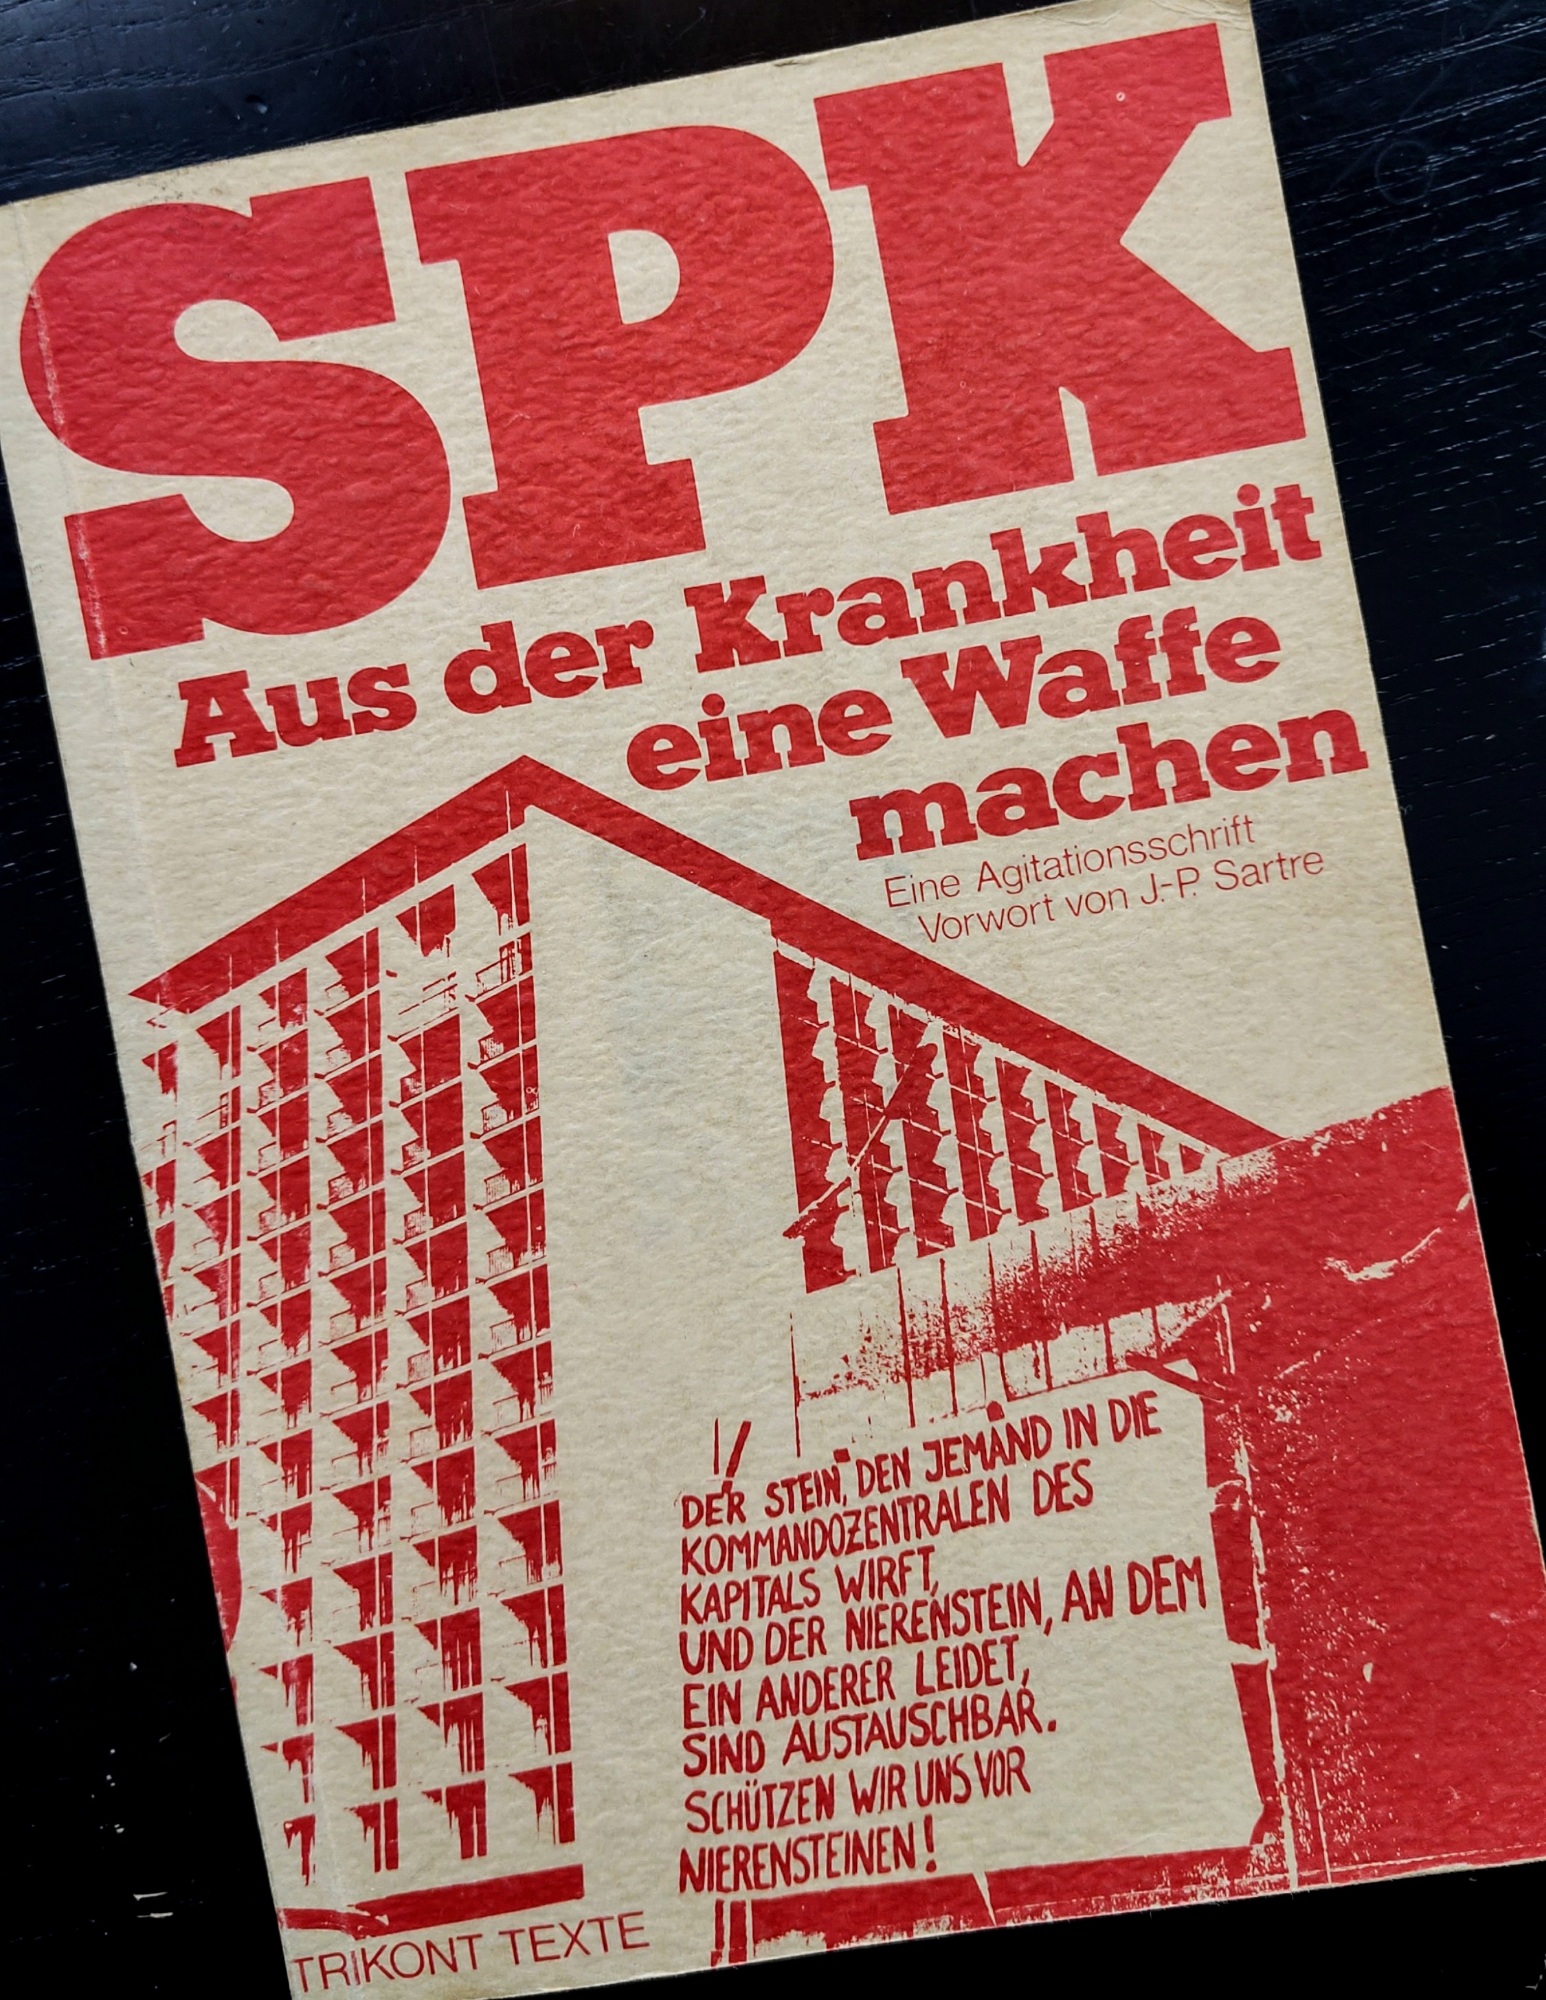 SPK
Aus der Krankheit
eine Waffe
machen
Eine Agitationsschrift
Vorwort von J.-P. Sartre
DER STEIN, DEN JEMAND IN DIE
KOMMANDOZENTRALEN DES
KAPITALS WIRFT,
UND DER NIERENSTEIN, AN DEM
EIN ANDERER LEIDET,
SIND AUSTAUSCHBAR.
SCHÜTZEN WIR UNS VOR
NIERENSTEINEN!
TRIKONT TEXTE